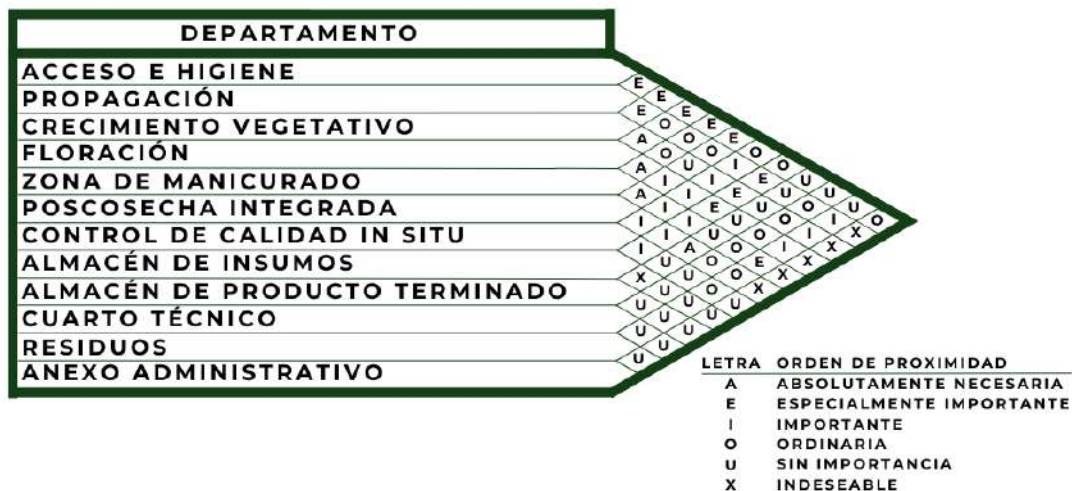 DEPARTAMENTO
ACCESO E HIGIENE
E
PROPAGACIÓN E
E E
CRECIMIENTO VEGETATIVO O E
A O E
FLORACIÓN O O O
A U I O
ZONA DE MANICURADO I I E U
A I E U U
POSCOSECHA INTEGRADA I E U O U
I I U O I O
CONTROL DE CALIDAD IN SITU I U O I X
I A O I X
ALMACÉN DE INSUMOS U O E X
X U O X
ALMACÉN DE PRODUCTO TERMINADO U O X
U U U
CUARTO TÉCNICO U U
U U
RESIDUOS U
U
ANEXO ADMINISTRATIVO
LETRA ORDEN DE PROXIMIDAD
A ABSOLUTAMENTE NECESARIA
E ESPECIALMENTE IMPORTANTE
I IMPORTANTE
O ORDINARIA
U SIN IMPORTANCIA
X INDESEABLE